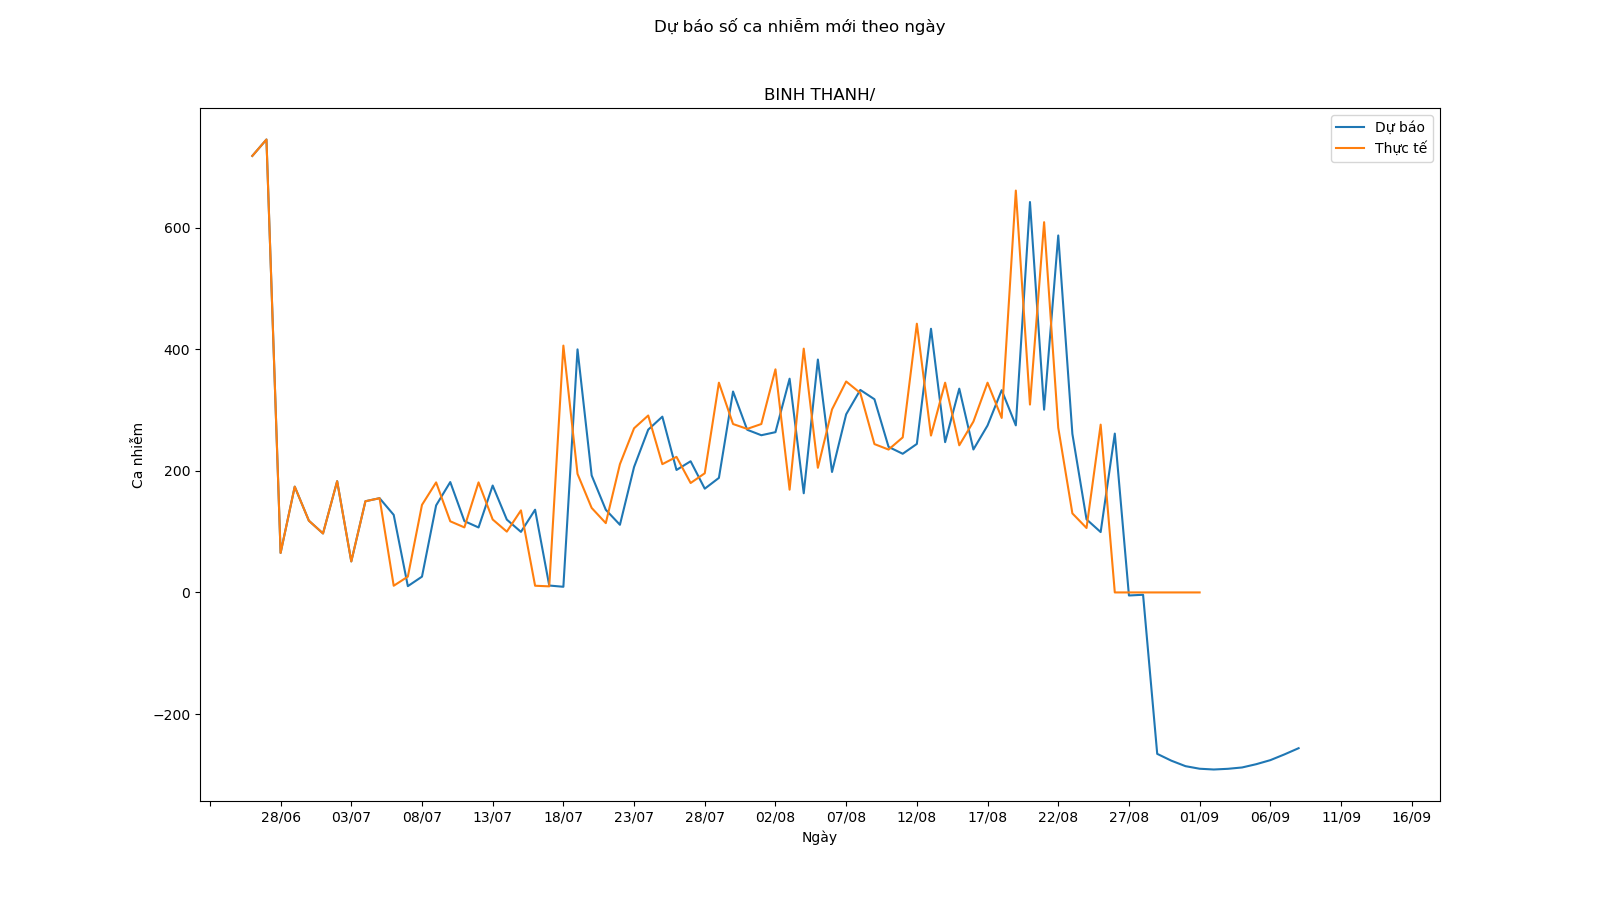 Dự báo số ca nhiễm mới theo ngày
BINH THANH/
Dự báo
Thực tế
600
400
200
0
−200
Ca nhiễm
28/06 03/07 08/07 13/07 18/07 23/07 28/07 02/08 07/08 12/08 17/08 22/08 27/08 01/09 06/09 11/09 16/09
Ngày